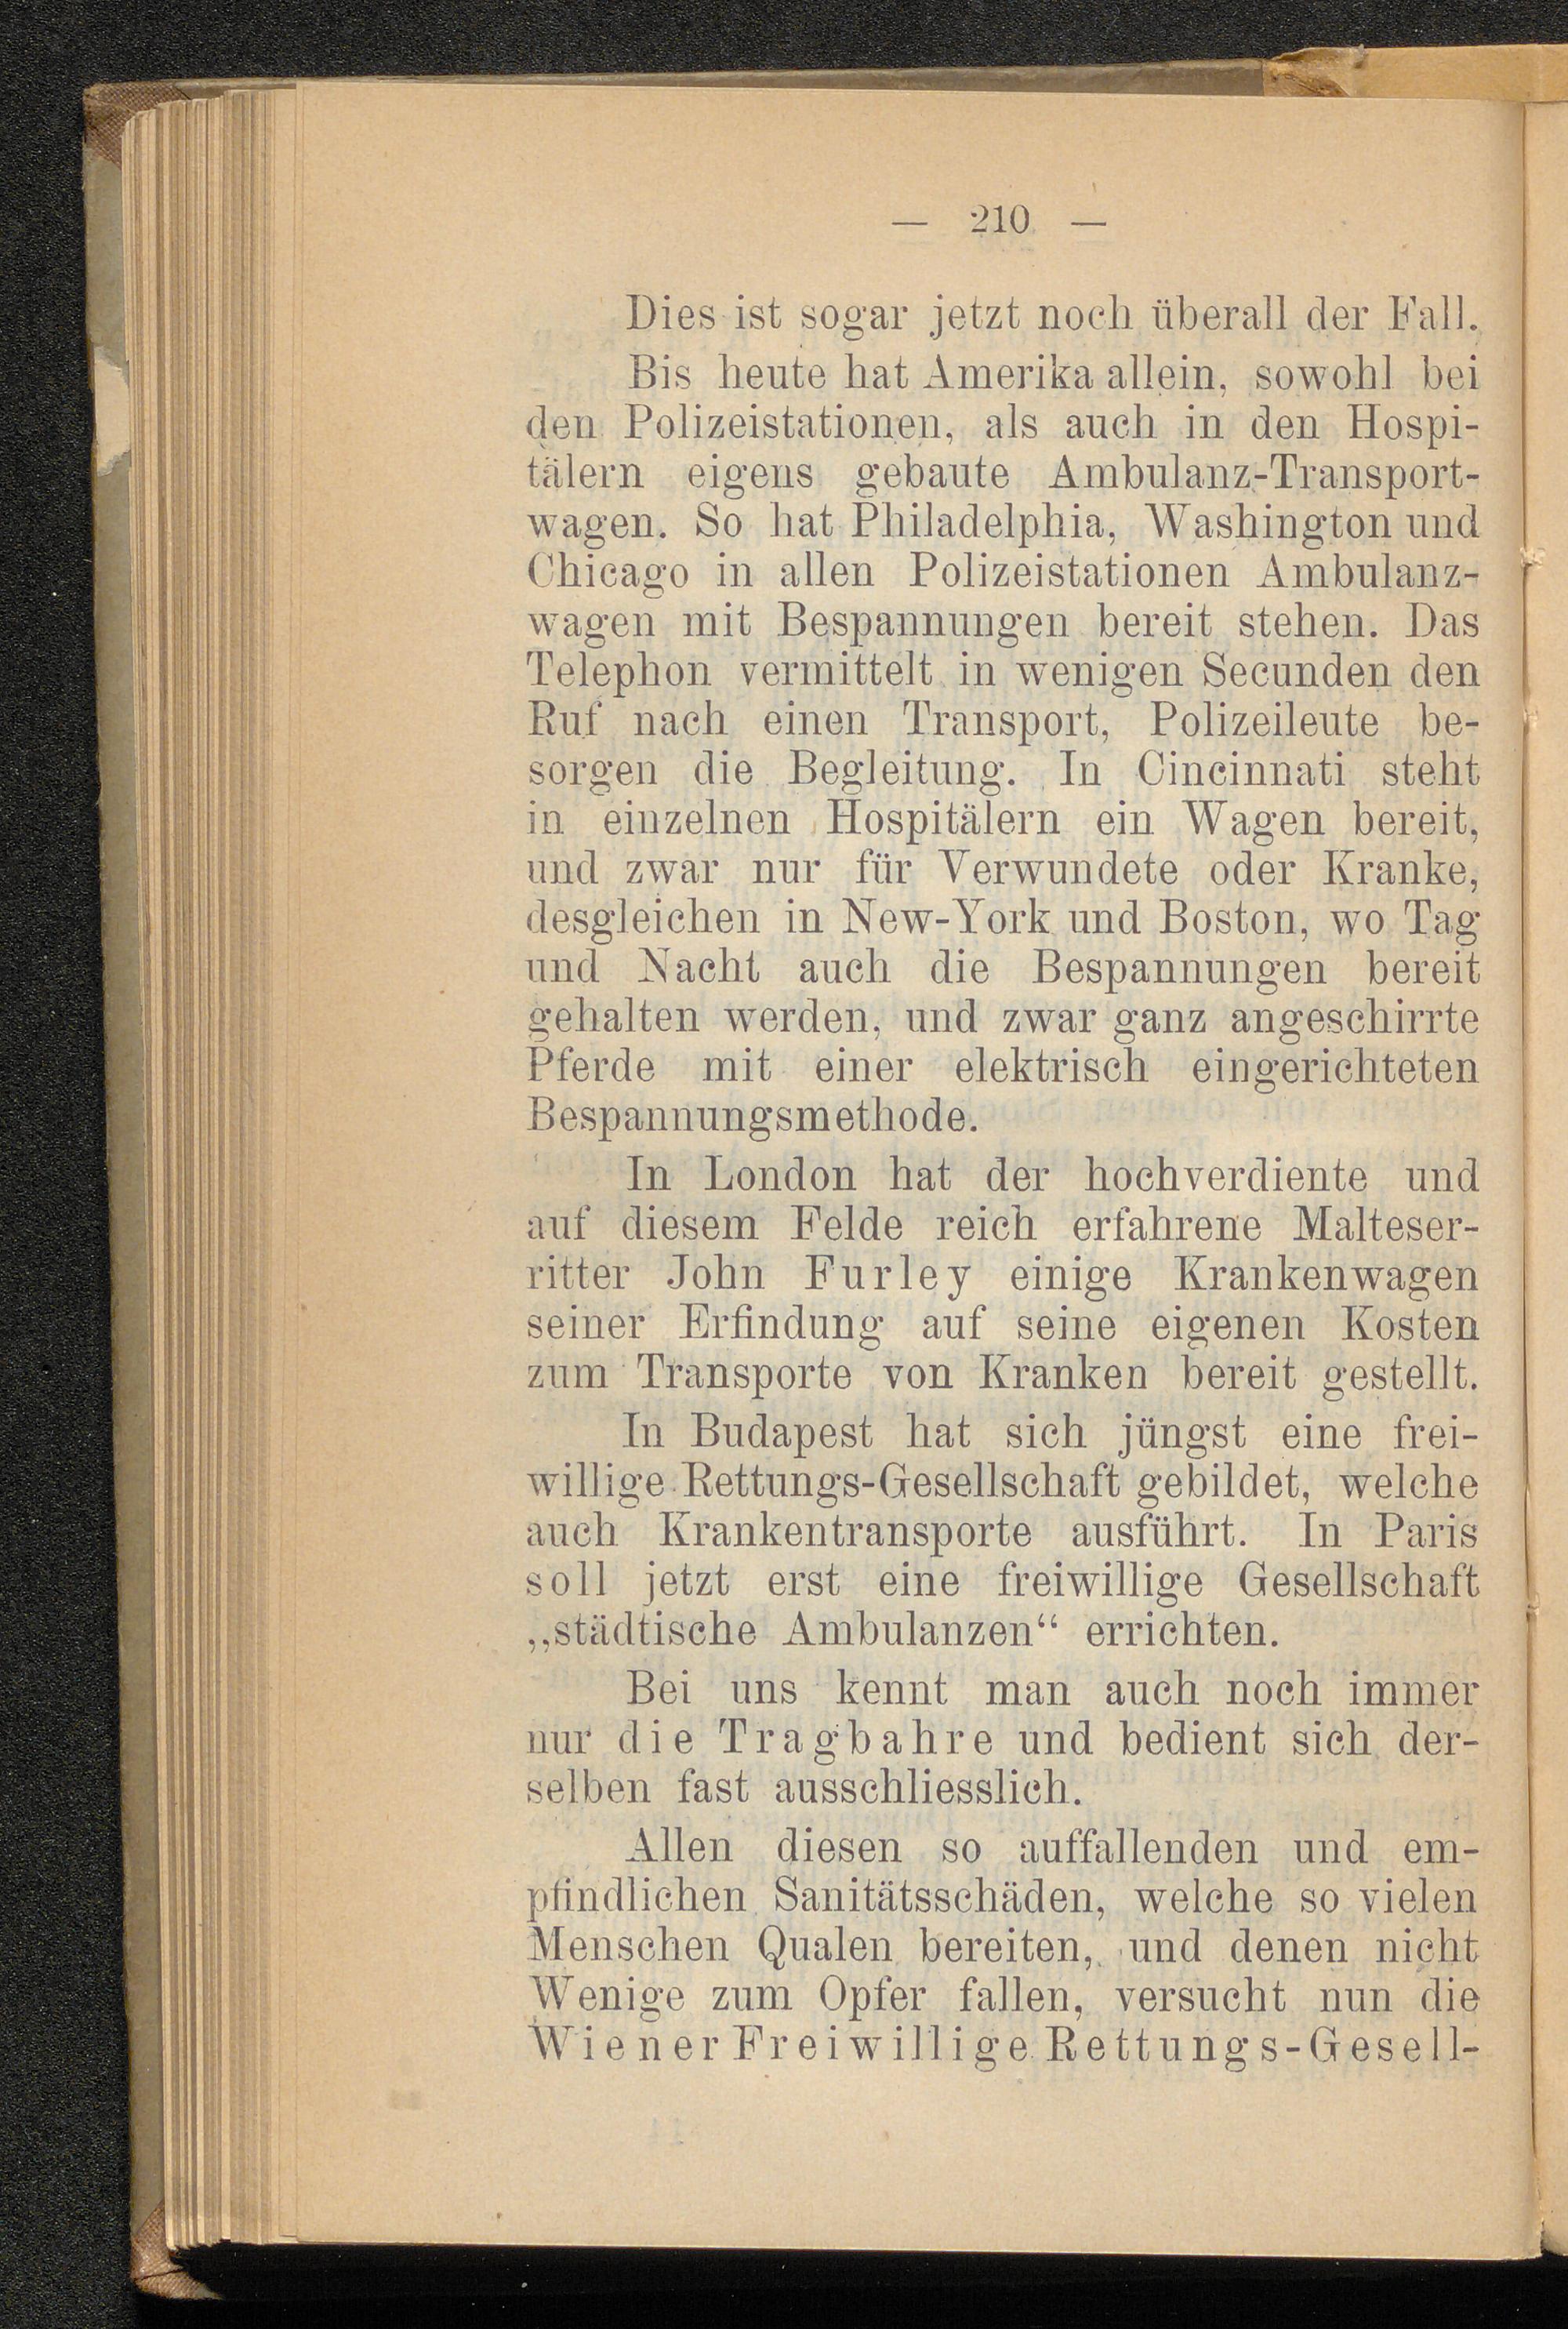 — 210 —
Dies ist sogar jetzt noch überall der Fall.
Bis heute hat Amerika allein, sowohl bei
den Polizeistationen, als auch in den Hospi-
tälern eigens gebaute Ambulanz-Transport-
wagen. So hat Philadelphia, Washington und
Chicago in allen Polizeistationen Ambulanz-
wagen mit Bespannungen bereit stehen. Das
Telephon vermittelt in wenigen Secunden den
Ruf nach einen Transport, Polizeileute be-
sorgen die Begleitung. In Cincinnati steht
in einzelnen Hospitälern ein Wagen bereit,
und zwar nur für Verwundete oder Kranke,
desgleichen in New-York und Boston, wo Tag
und Nacht auch die Bespannungen bereit
gehalten werden, und zwar ganz angeschirrte
Pferde mit einer elektrisch eingerichteten
Bespannungsmethode.
In London hat der hochverdiente und
auf diesem Felde reich erfahrene Malteser-
ritter John Furley einige Krankenwagen
seiner Erfindung auf seine eigenen Kosten
zum Transporte von Kranken bereit gestellt.
In Budapest hat sich jüngst eine frei-
willige Rettungs-Gesellschaft gebildet, welche
auch Krankentransporte ausführt. In Paris
soll jetzt erst eine freiwillige Gesellschaft
„städtische Ambulanzen“ errichten.
Bei uns kennt man auch noch immer
nur die Tragbahre und bedient sich der-
selben fast ausschliesslich.
Allen diesen so auffallenden und em-
pfindlichen Sanitätsschäden, welche so vielen
Menschen Qualen bereiten, und denen nicht
Wenige zum Opfer fallen, versucht nun die
Wiener Freiwillige Rettungs-Gesell-